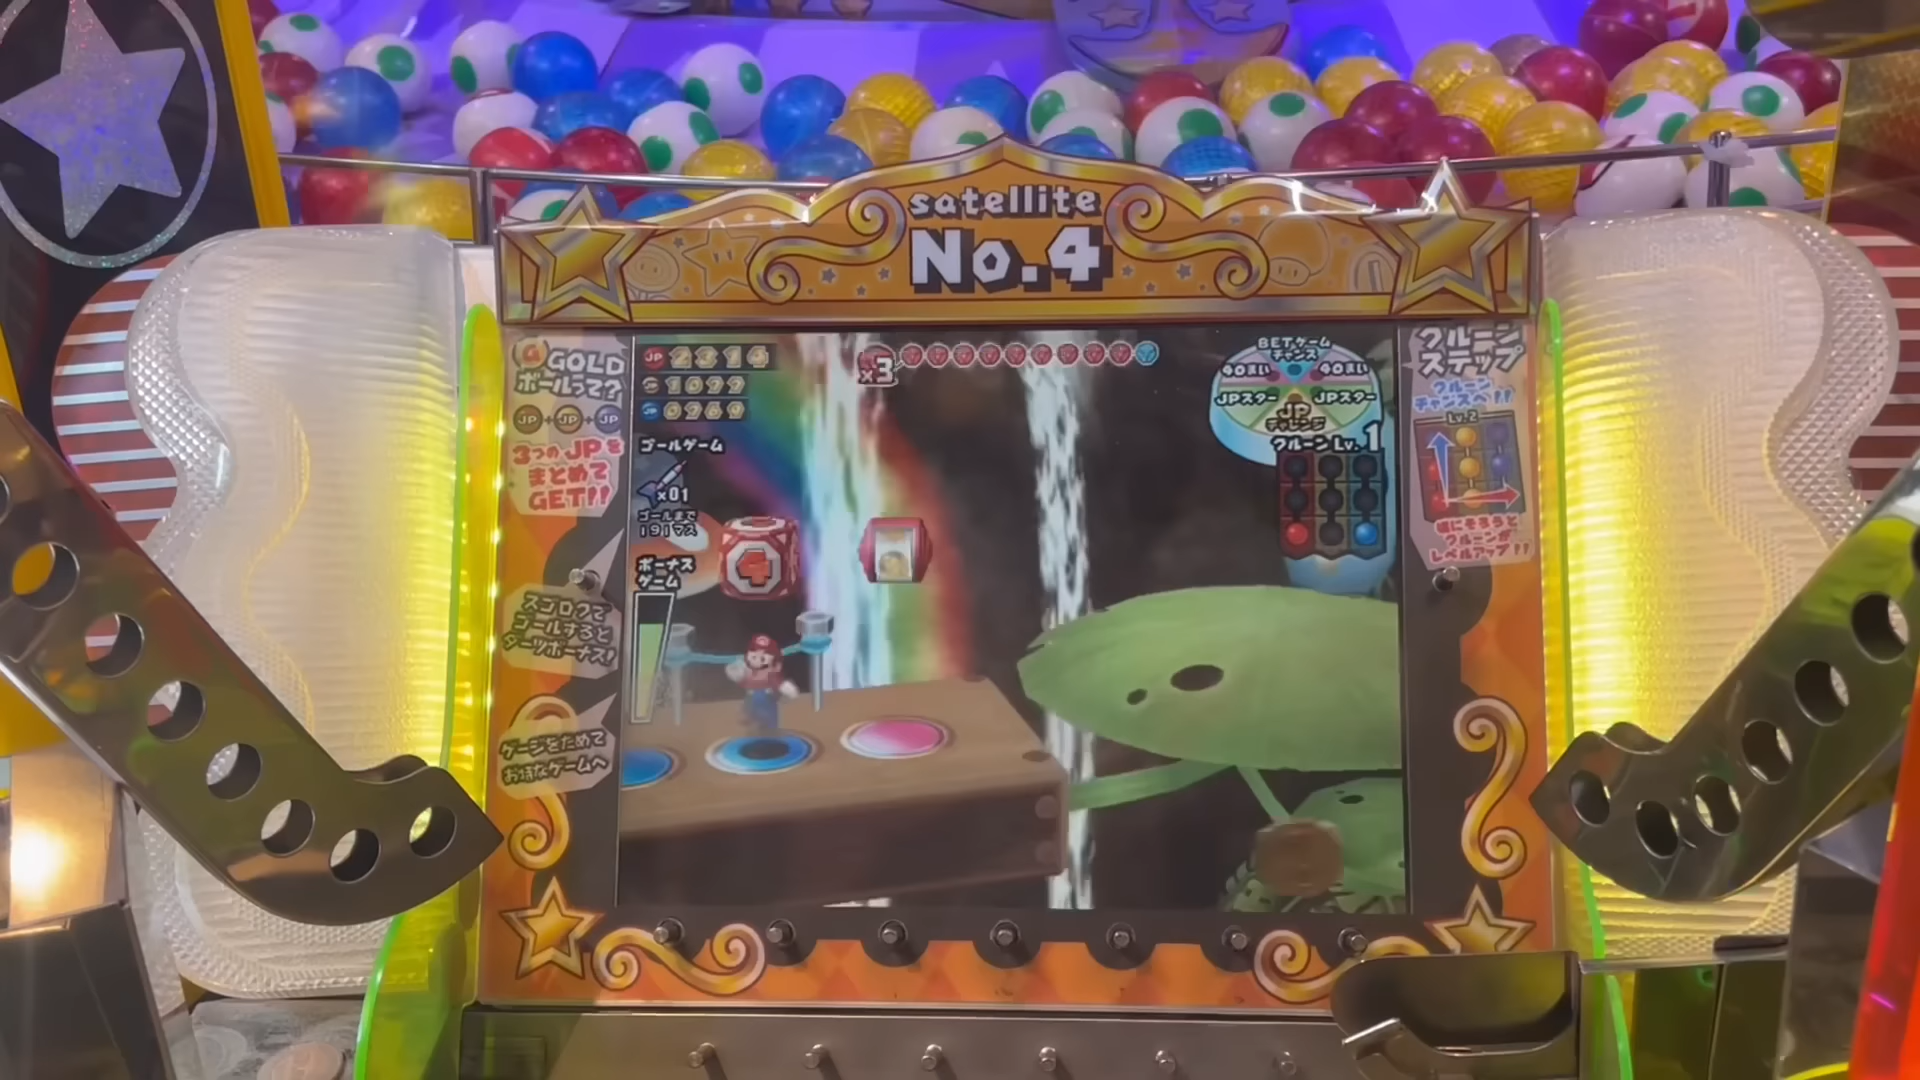 satellite
No.4
GOLD
ボールって?
JP+JP+JP
3つのJPを
まとめて
GET!!
スゴロクで
ゴールすると
ダーツボーナス!
ゲージをためて
お得なゲームへ
JP 2314
JP 1077
JP 0769
ゴールゲーム
×01
ゴールまで
191マス
ボーナス
ゲーム
×3
BETゲーム
チャンス
40まい 40まい
JPスター JPスター
JP
チャレンジ
クルーン Lv.1
クルーン
ステップ
クルーン
チャンスへ!!
Lv.2
横にそろうと
クルーンが
レベルアップ!!